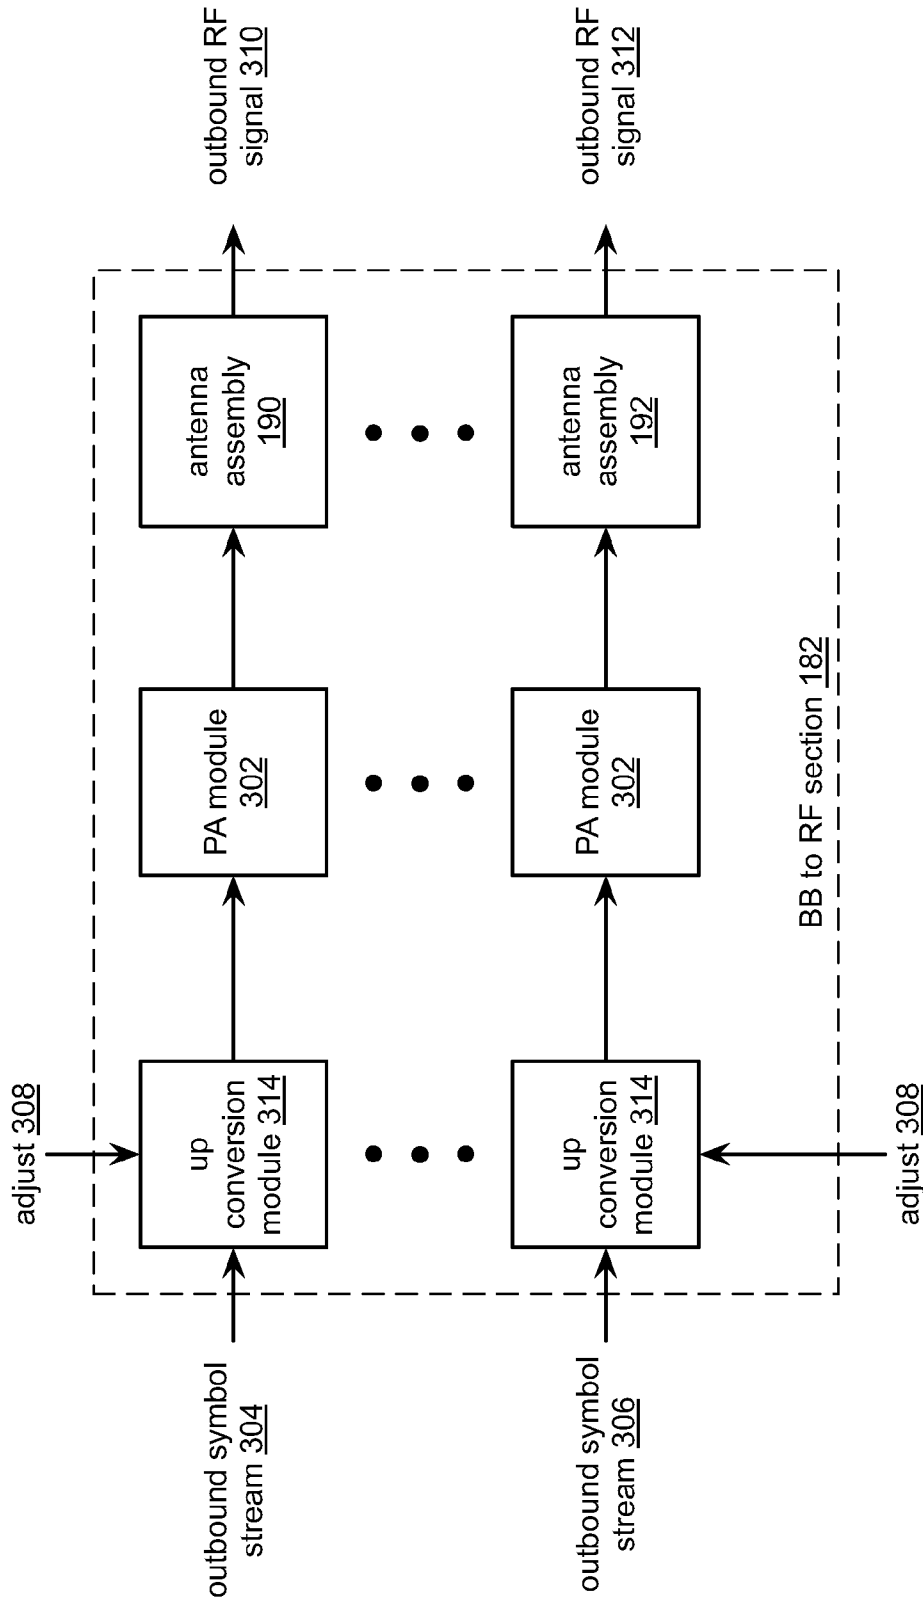 adjust 308
outbound symbol
stream 304
up
conversion
module 314
PA module
302
antenna
assembly
190
outbound RF
signal 310
outbound symbol
stream 306
up
conversion
module 314
PA module
302
antenna
assembly
192
outbound RF
signal 312
BB to RF section 182
adjust 308